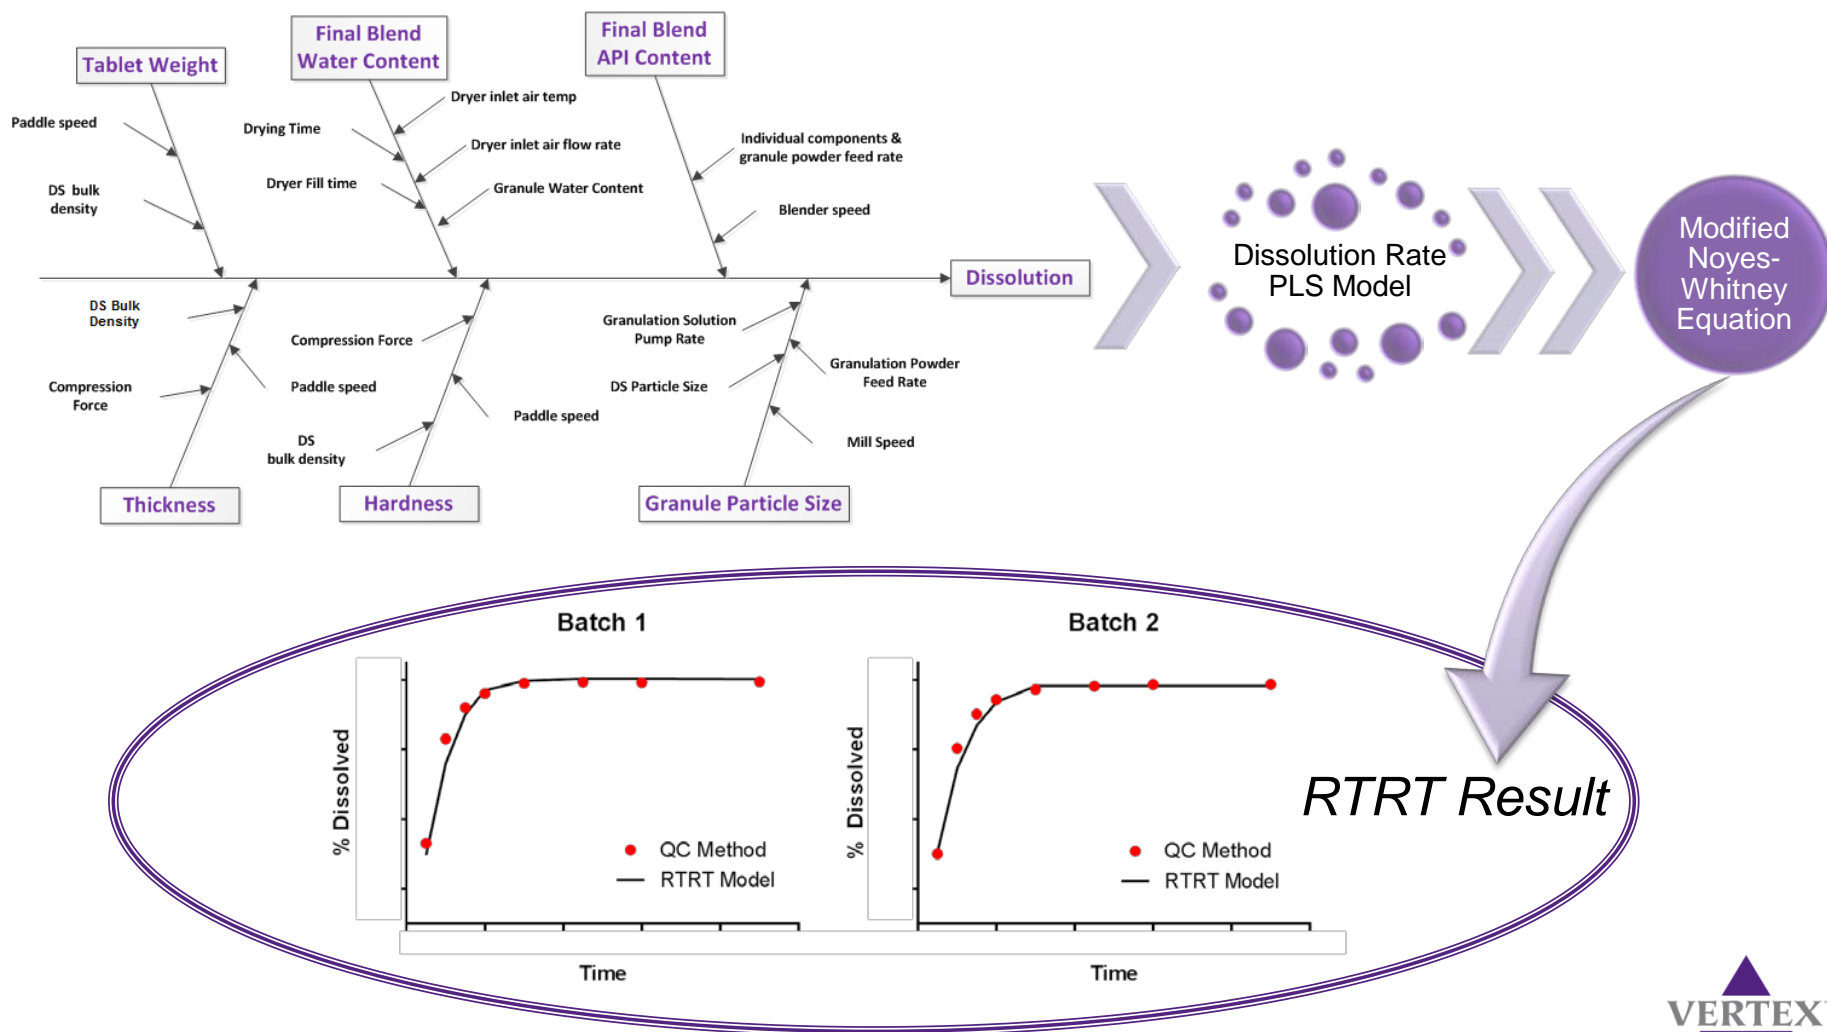 Tablet Weight
Final Blend
Water Content
Final Blend
API Content
Paddle speed
DS bulk
density
Dryer inlet air temp
Drying Time
Dryer inlet air flow rate
Dryer Fill time
Granule Water Content
Individual components &
granule powder feed rate
Blender speed
Dissolution
DS Bulk
Density
Compression
Force
Paddle speed
Compression Force
Paddle speed
DS
bulk density
Granulation Solution
Pump Rate
Granulation Powder
Feed Rate
DS Particle Size
Mill Speed
Thickness
Hardness
Granule Particle Size
Dissolution Rate
PLS Model
Modified
Noyes-
Whitney
Equation
Batch 1
% Dissolved
QC Method
RTRT Model
Time
Batch 2
% Dissolved
QC Method
RTRT Model
Time
RTRT Result
VERTEX